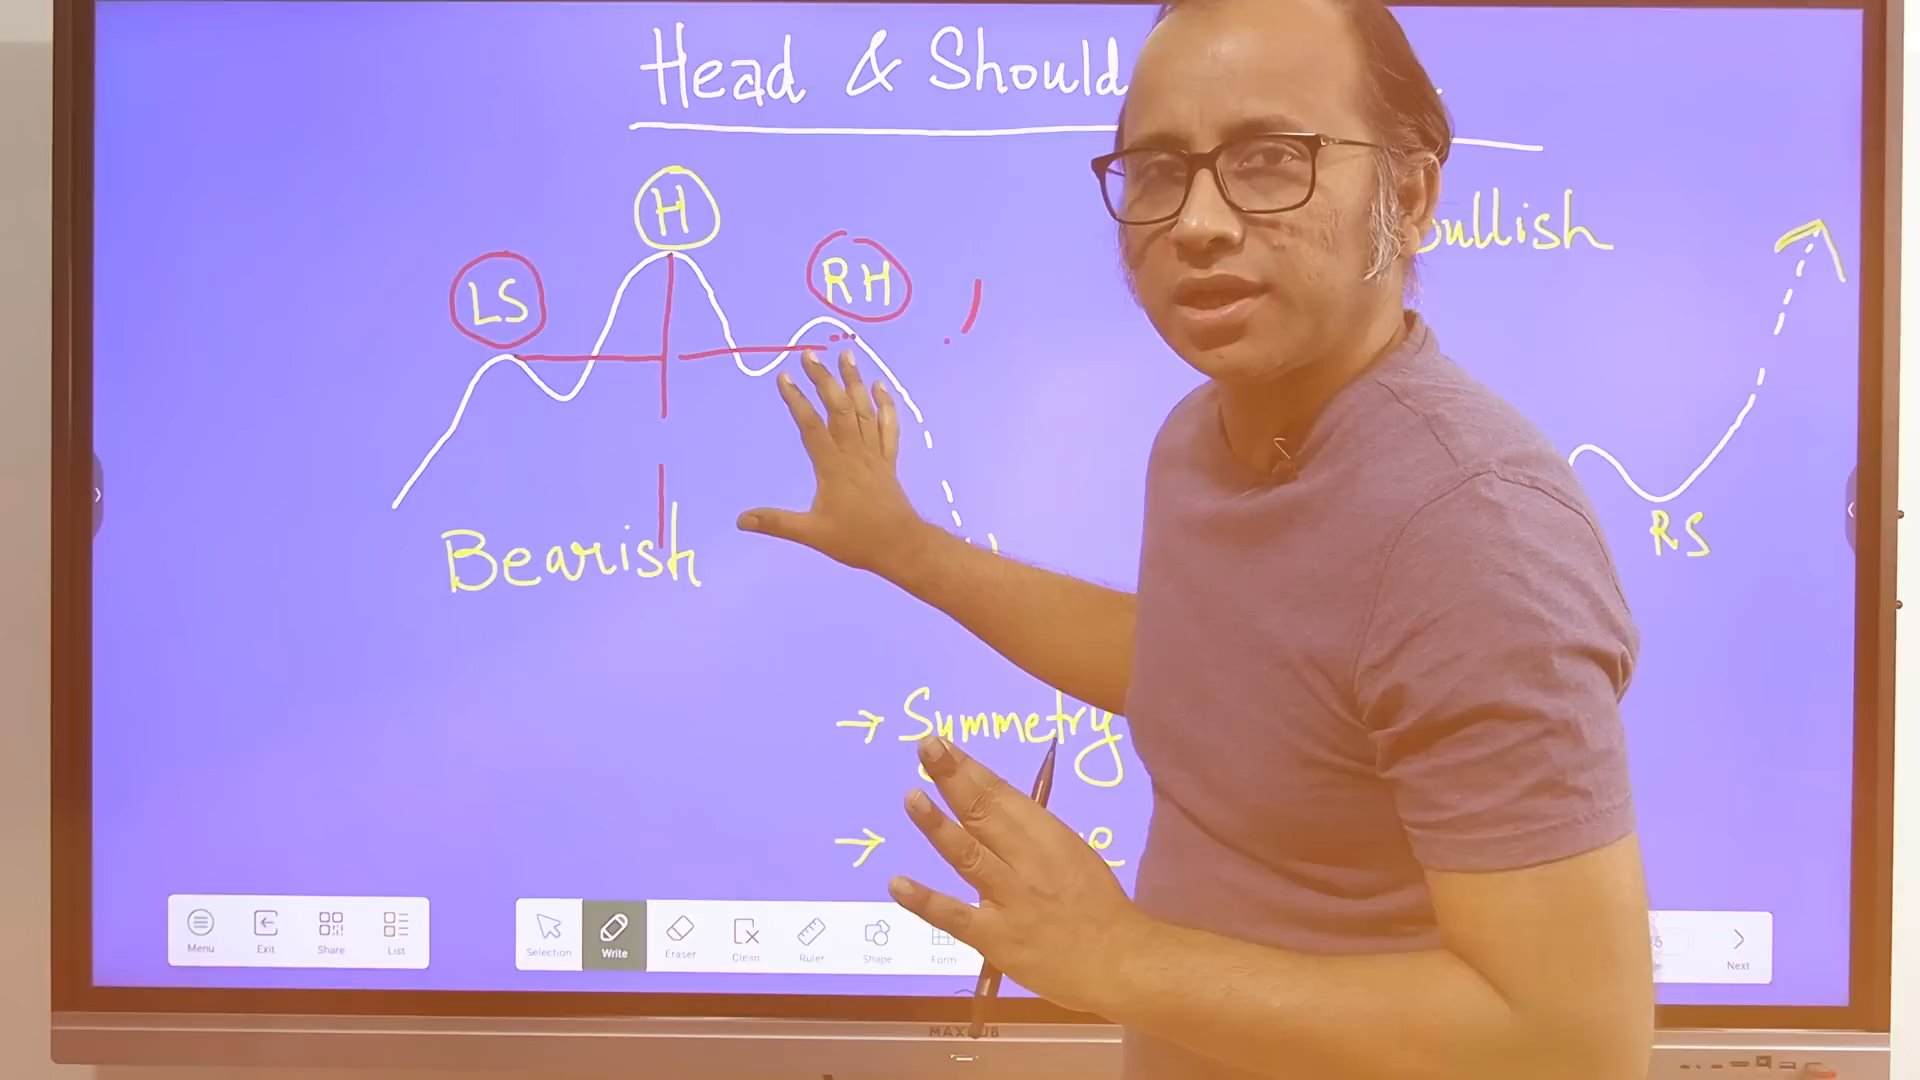 Head & Should
H
LS
RH
Bullish
RS
Bearish
→ Symmetry
→
Menu
Exit
Share
List
Selection
Write
Eraser
Clean
Ruler
Shape
Form
Next